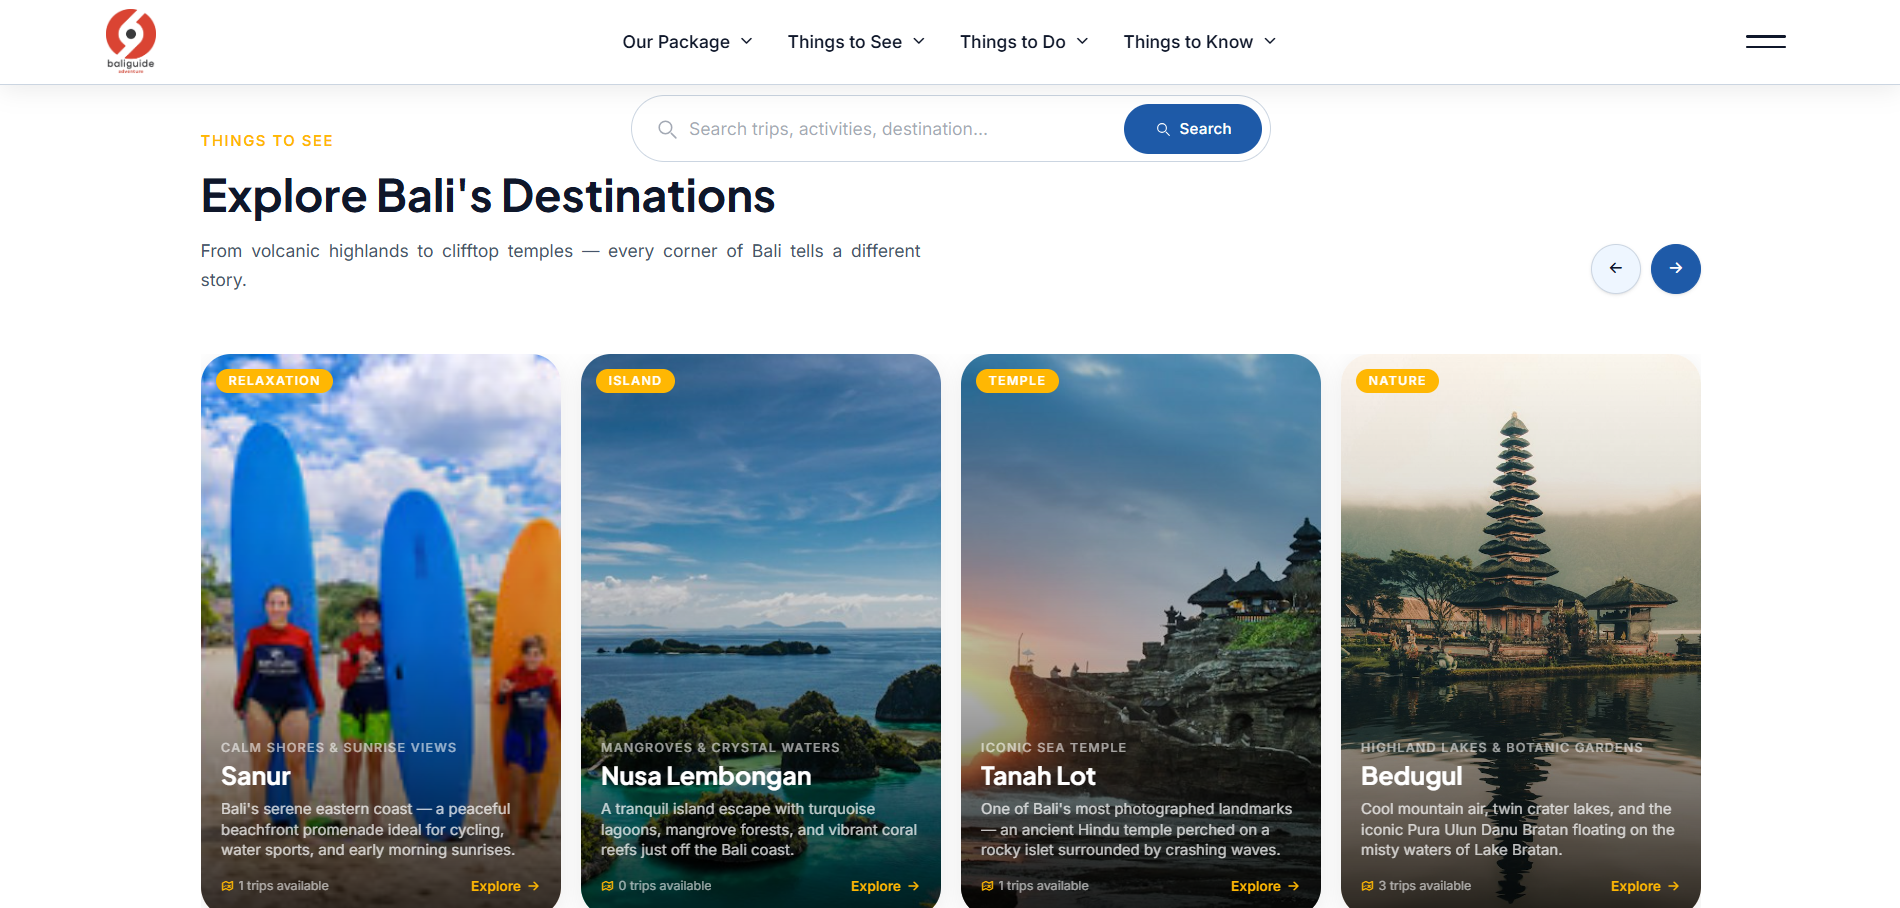 baliguide
adventure
Our Package
Things to See
Things to Do
Things to Know
Search trips, activities, destination...
Search
THINGS TO SEE
Explore Bali's Destinations
From volcanic highlands to clifftop temples — every corner of Bali tells a different
story.
RELAXATION
CALM SHORES & SUNRISE VIEWS
Sanur
Bali's serene eastern coast — a peaceful
beachfront promenade ideal for cycling,
water sports, and early morning sunrises.
1 trips available
Explore →
ISLAND
MANGROVES & CRYSTAL WATERS
Nusa Lembongan
A tranquil island escape with turquoise
lagoons, mangrove forests, and vibrant coral
reefs just off the Bali coast.
0 trips available
Explore →
TEMPLE
ICONIC SEA TEMPLE
Tanah Lot
One of Bali's most photographed landmarks
— an ancient Hindu temple perched on a
rocky islet surrounded by crashing waves.
1 trips available
Explore →
NATURE
HIGHLAND LAKES & BOTANIC GARDENS
Bedugul
Cool mountain air, twin crater lakes, and the
iconic Pura Ulun Danu Bratan floating on the
misty waters of Lake Bratan.
3 trips available
Explore →